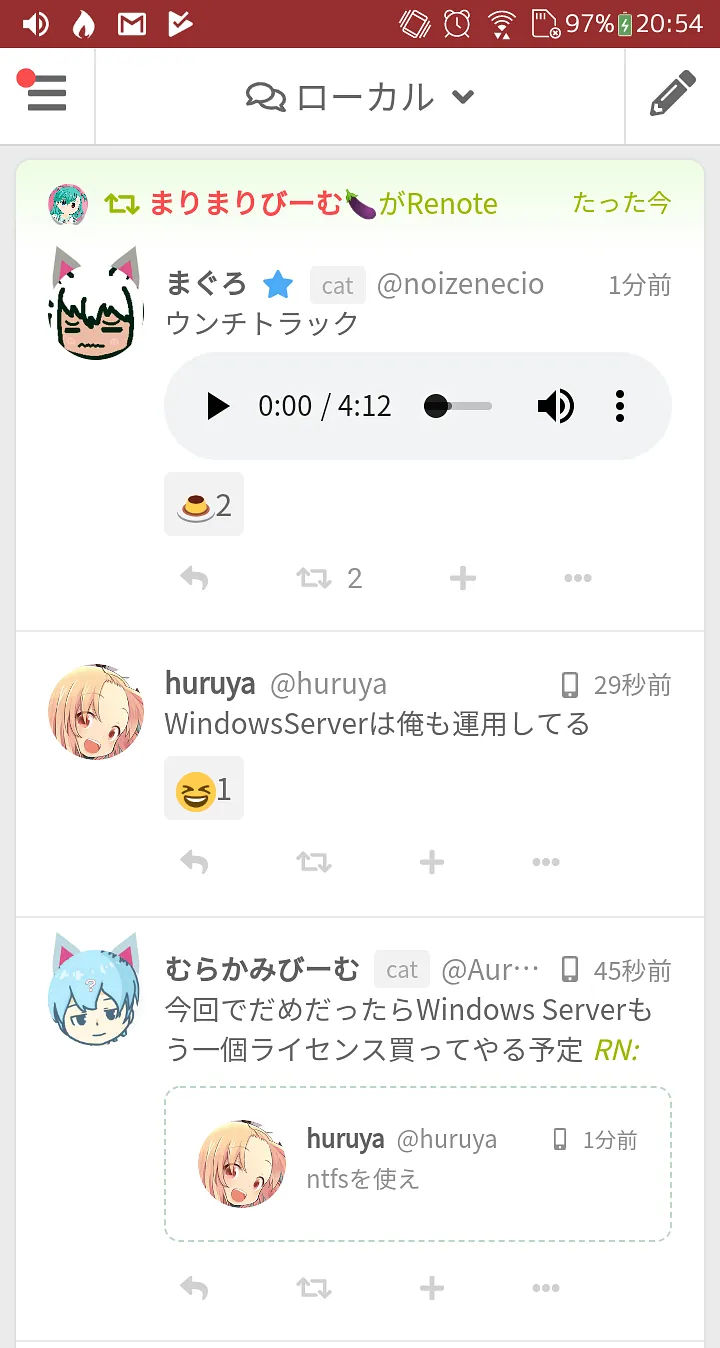 97% 20:54
ローカル
まりまりびーむ🍆がRenote たった今
まぐろ cat @noizenecio 1分前
ウンチトラック
0:00 / 4:12
🍮2
2
huruya @huruya 29秒前
WindowsServerは俺も運用してる
😆1
むらかみびーむ cat @Aur… 45秒前
今回でだめだったらWindows Serverも
う一個ライセンス買ってやる予定 RN:
huruya @huruya 1分前
ntfsを使え